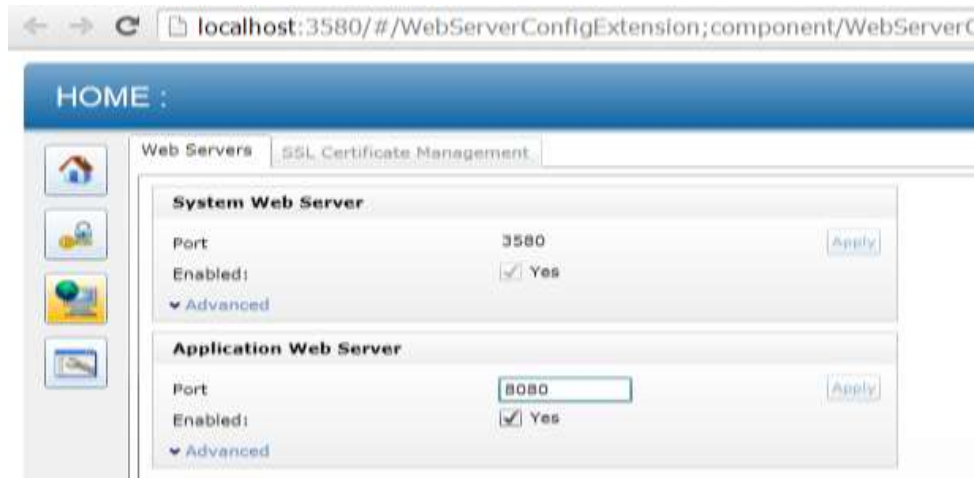 localhost:3580/#/WebServerConfigExtension;component/WebServerC
HOME :
Web Servers SSL Certificate Management
System Web Server
Port 3580 Apply
Enabled: Yes
Advanced
Application Web Server
Port 8080 Apply
Enabled: Yes
Advanced